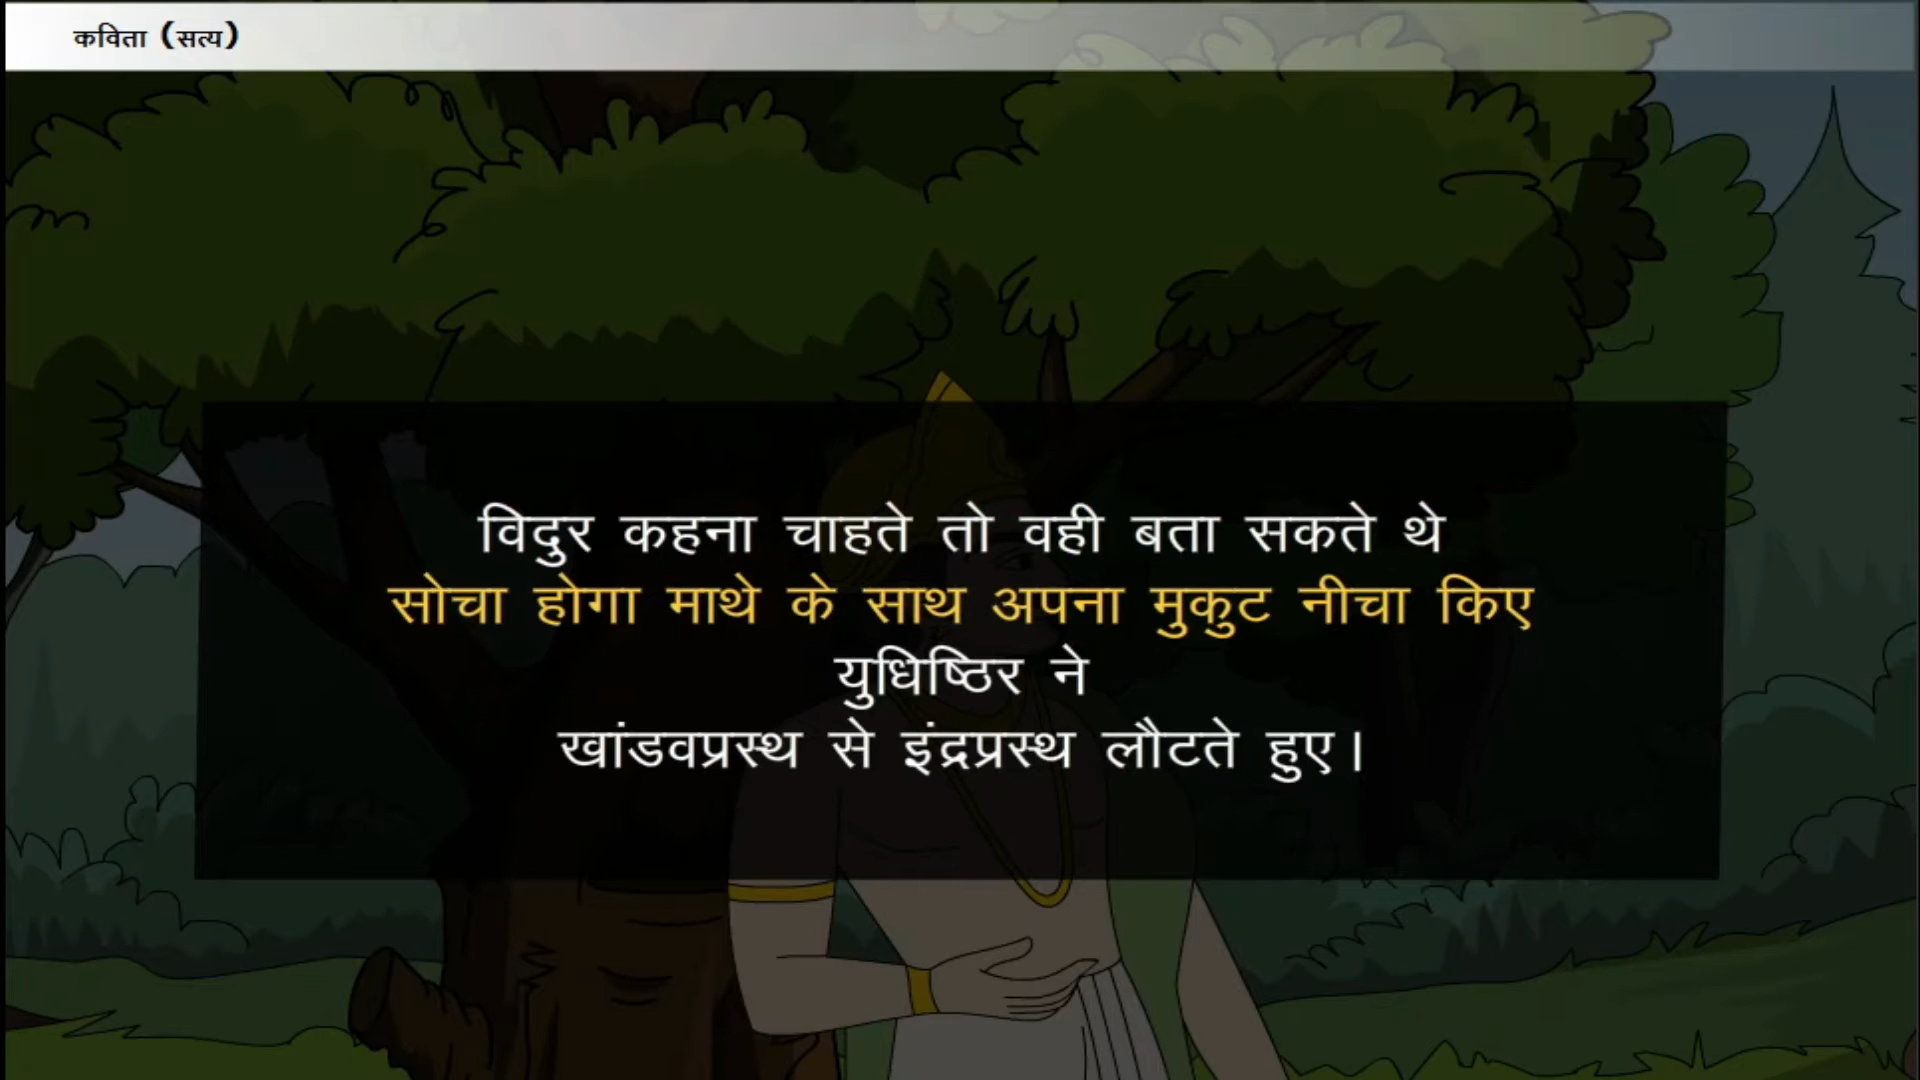 कविता (सत्य)
विदुर कहना चाहते तो वही बता सकते थे
सोचा होगा माथे के साथ अपना मुकुट नीचा किए
युधिष्ठिर ने
खांडवप्रस्थ से इंद्रप्रस्थ लौटते हुए।